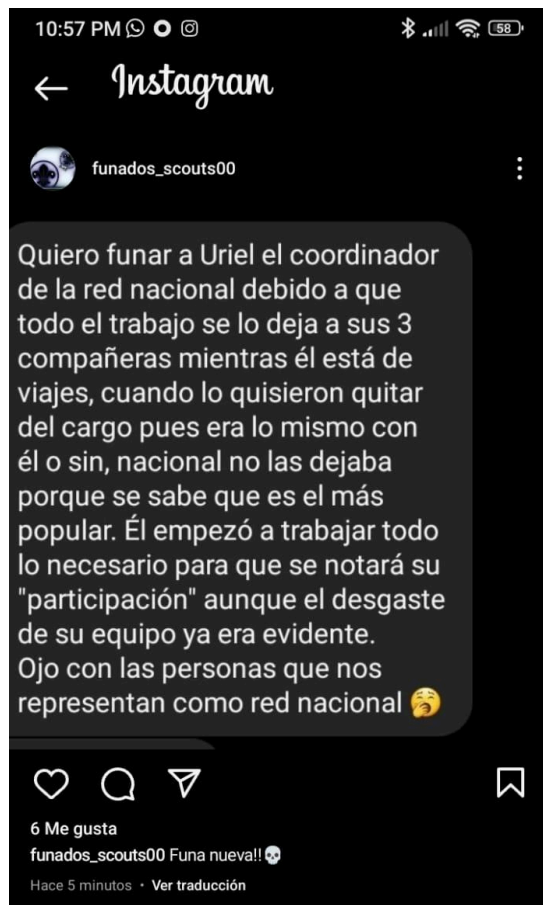 10:57 PM
58
Instagram
funados_scouts00
Quiero funar a Uriel el coordinador
de la red nacional debido a que
todo el trabajo se lo deja a sus 3
compañeras mientras él está de
viajes, cuando lo quisieron quitar
del cargo pues era lo mismo con
él o sin, nacional no las dejaba
porque se sabe que es el más
popular. Él empezó a trabajar todo
lo necesario para que se notará su
"participación" aunque el desgaste
de su equipo ya era evidente.
Ojo con las personas que nos
representan como red nacional 🥱
6 Me gusta
funados_scouts00 Funa nueva!!💀
Hace 5 minutos • Ver traducción